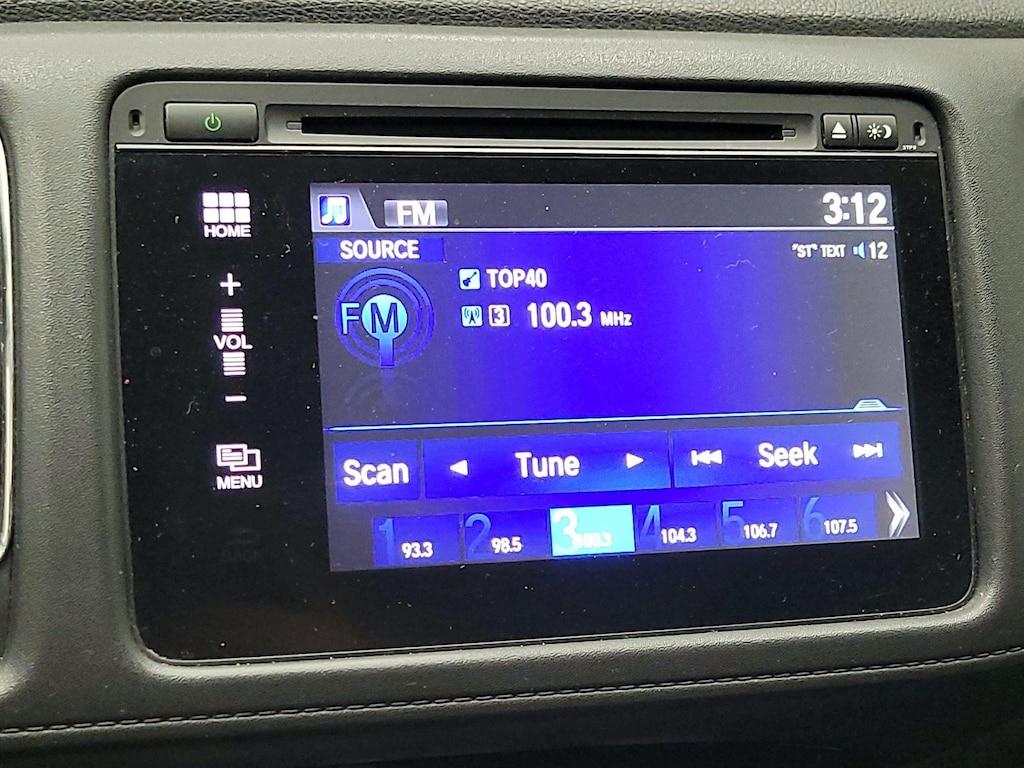 HOME
+
VOL
−
MENU
FM
3:12
SOURCE
"ST" TEXT 12
FM
TOP40
3 100.3 MHz
Scan
Tune
Seek
1 93.3
2 98.5
3 100.3
4 104.3
5 106.7
6 107.5